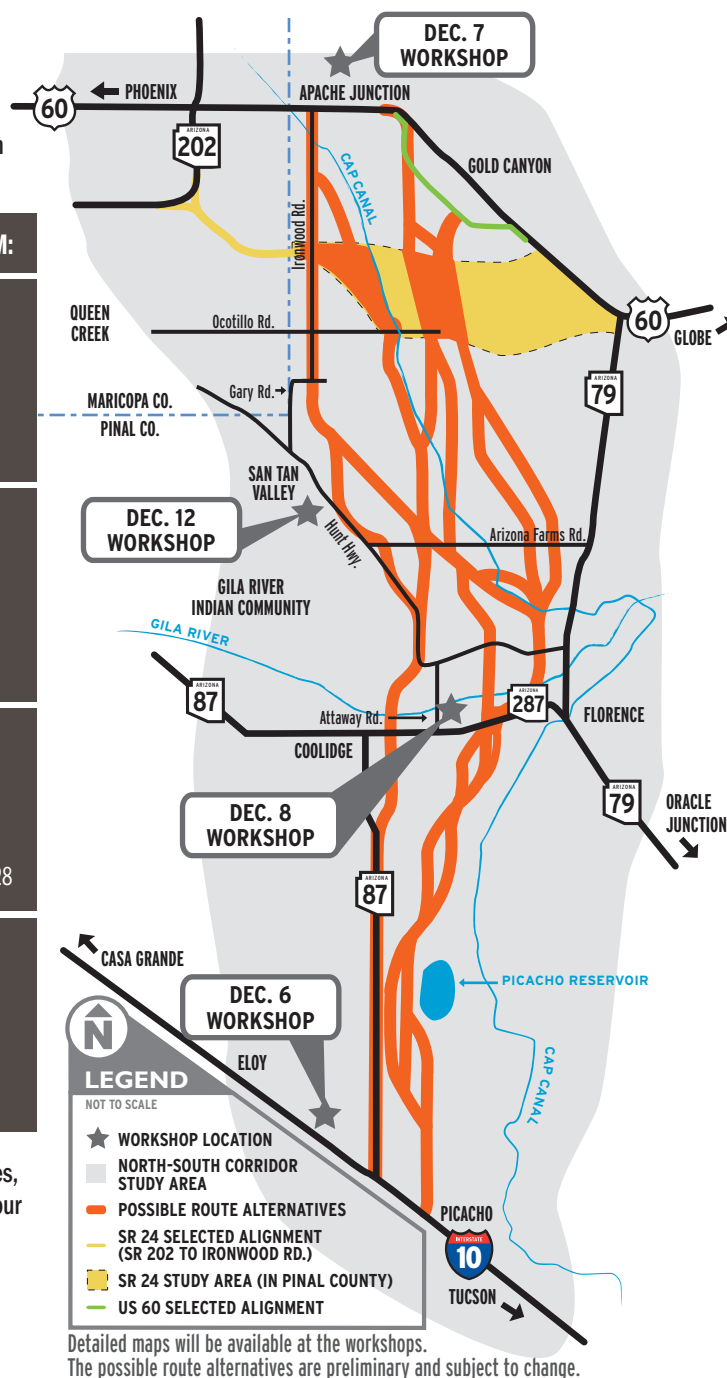 DEC. 7
WORKSHOP
PHOENIX
APACHE JUNCTION
60
ARIZONA
202
CAP CANAL
GOLD CANYON
M:
Ironwood Rd.
QUEEN
CREEK
Ocotillo Rd.
60
GLOBE
Gary Rd.
ARIZONA
79
MARICOPA CO.
PINAL CO.
SAN TAN
VALLEY
DEC. 12
WORKSHOP
Hunt Hwy.
Arizona Farms Rd.
GILA RIVER
INDIAN COMMUNITY
GILA RIVER
ARIZONA
87
ARIZONA
287
Attaway Rd.
FLORENCE
COOLIDGE
ARIZONA
79
ORACLE
JUNCTION
DEC. 8
WORKSHOP
28
ARIZONA
87
CASA GRANDE
PICACHO RESERVOIR
DEC. 6
WORKSHOP
CAP CANAL
N
ELOY
LEGEND
NOT TO SCALE
WORKSHOP LOCATION
NORTH-SOUTH CORRIDOR
STUDY AREA
es,
our
POSSIBLE ROUTE ALTERNATIVES
PICACHO
SR 24 SELECTED ALIGNMENT
(SR 202 TO IRONWOOD RD.)
INTERSTATE
10
SR 24 STUDY AREA (IN PINAL COUNTY)
TUCSON
US 60 SELECTED ALIGNMENT
Detailed maps will be available at the workshops.
The possible route alternatives are preliminary and subject to change.